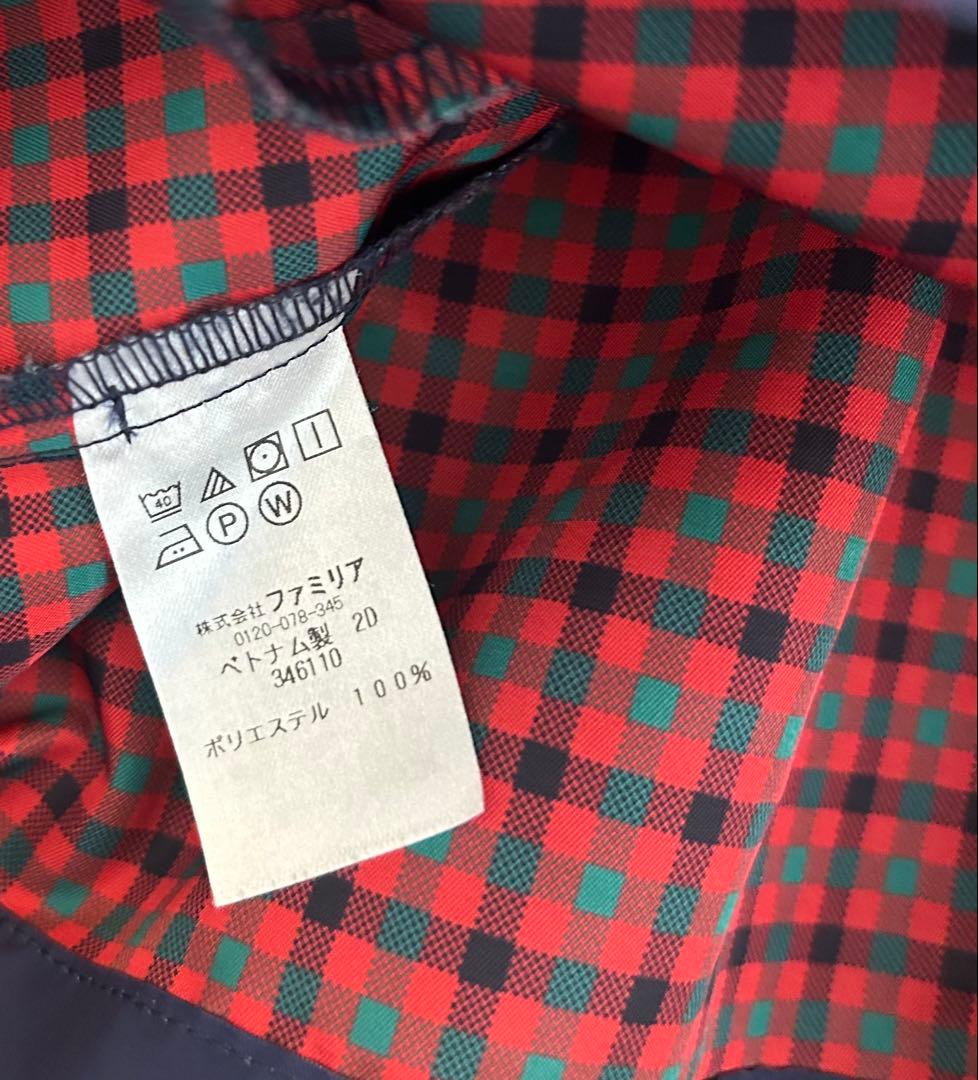 40
P W
株式会社ファミリア
0120-078-345
ベトナム製 2D
346110
ポリエステル 100%